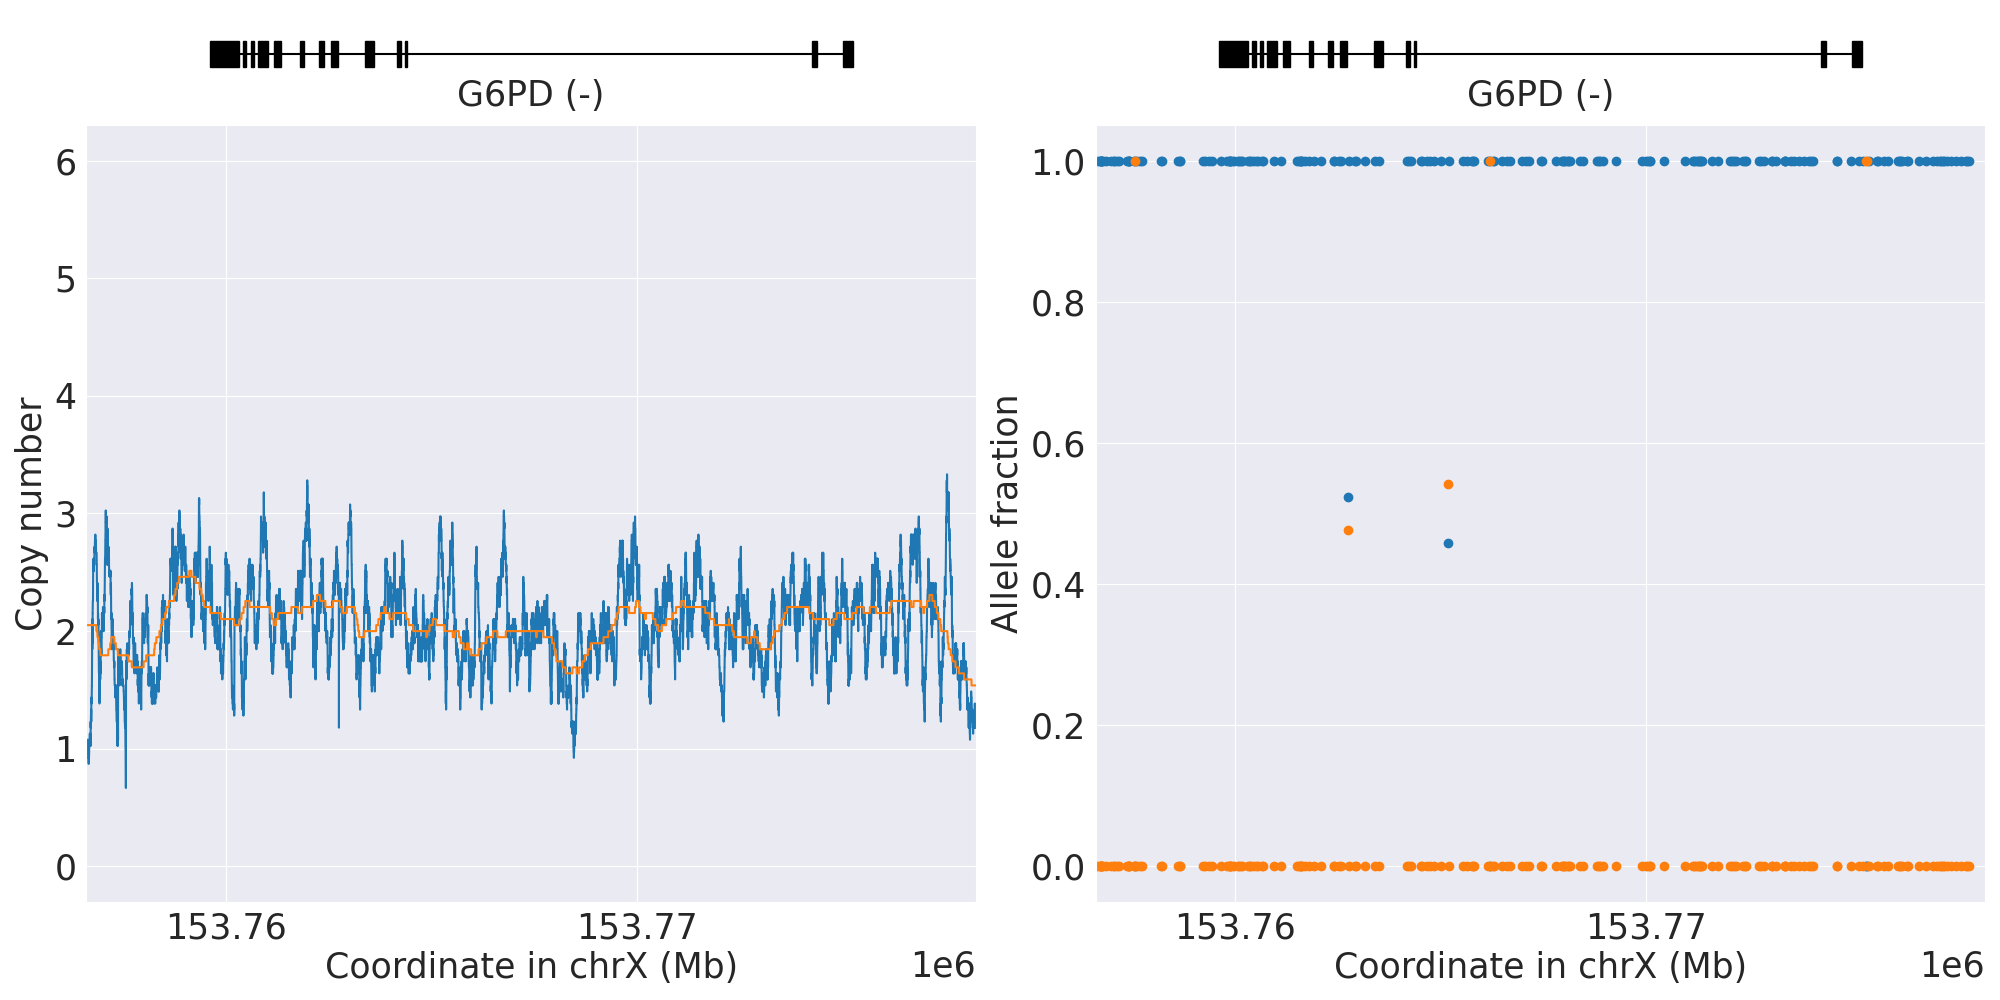 G6PD (-)
6
5
4
3
2
1
0
Copy number
153.76
153.77
Coordinate in chrX (Mb)
1e6
G6PD (-)
1.0
0.8
0.6
0.4
0.2
0.0
Allele fraction
153.76
153.77
Coordinate in chrX (Mb)
1e6